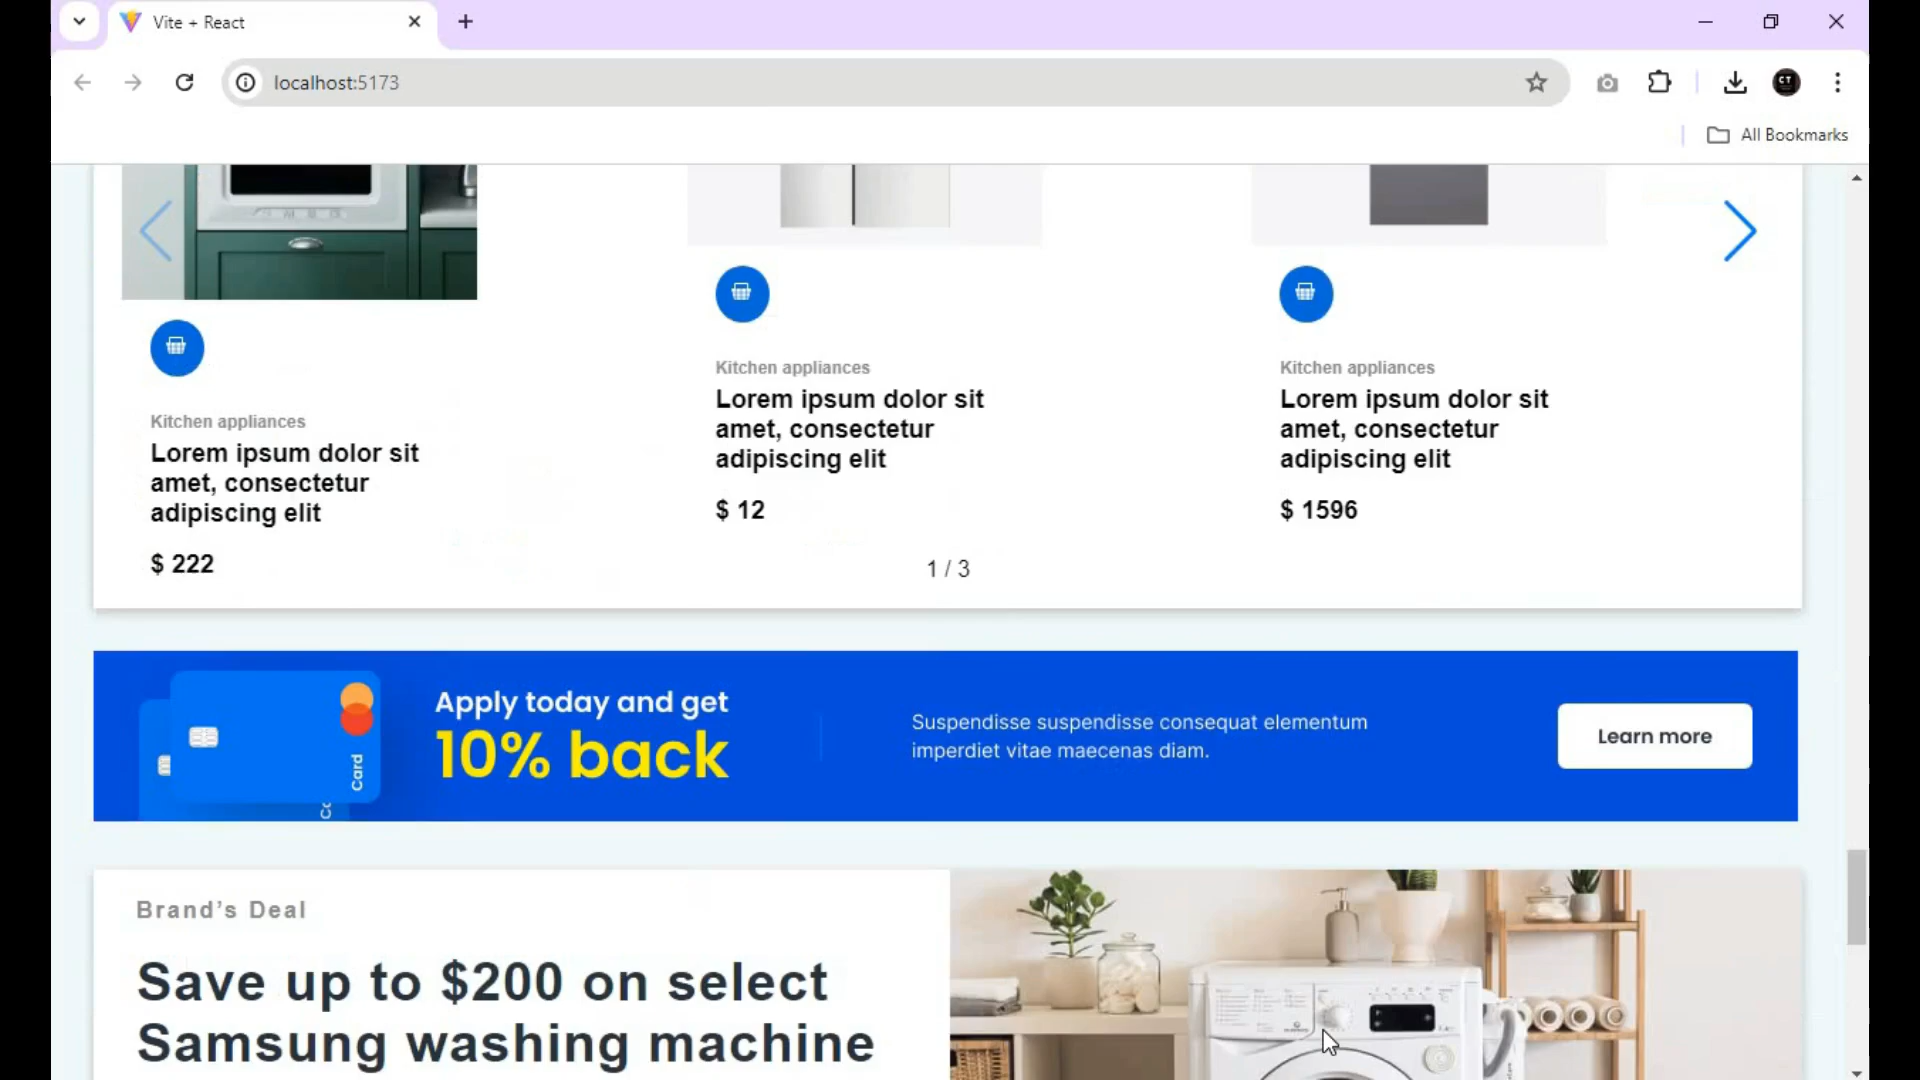 Vite + React
localhost:5173
CT
All Bookmarks
Kitchen appliances
Lorem ipsum dolor sit
amet, consectetur
adipiscing elit
$ 222
Kitchen appliances
Lorem ipsum dolor sit
amet, consectetur
adipiscing elit
$ 12
Kitchen appliances
Lorem ipsum dolor sit
amet, consectetur
adipiscing elit
$ 1596
1 / 3
Card
Apply today and get
10% back
Suspendisse suspendisse consequat elementum
imperdiet vitae maecenas diam.
Learn more
Brand's Deal
Save up to $200 on select
Samsung washing machine